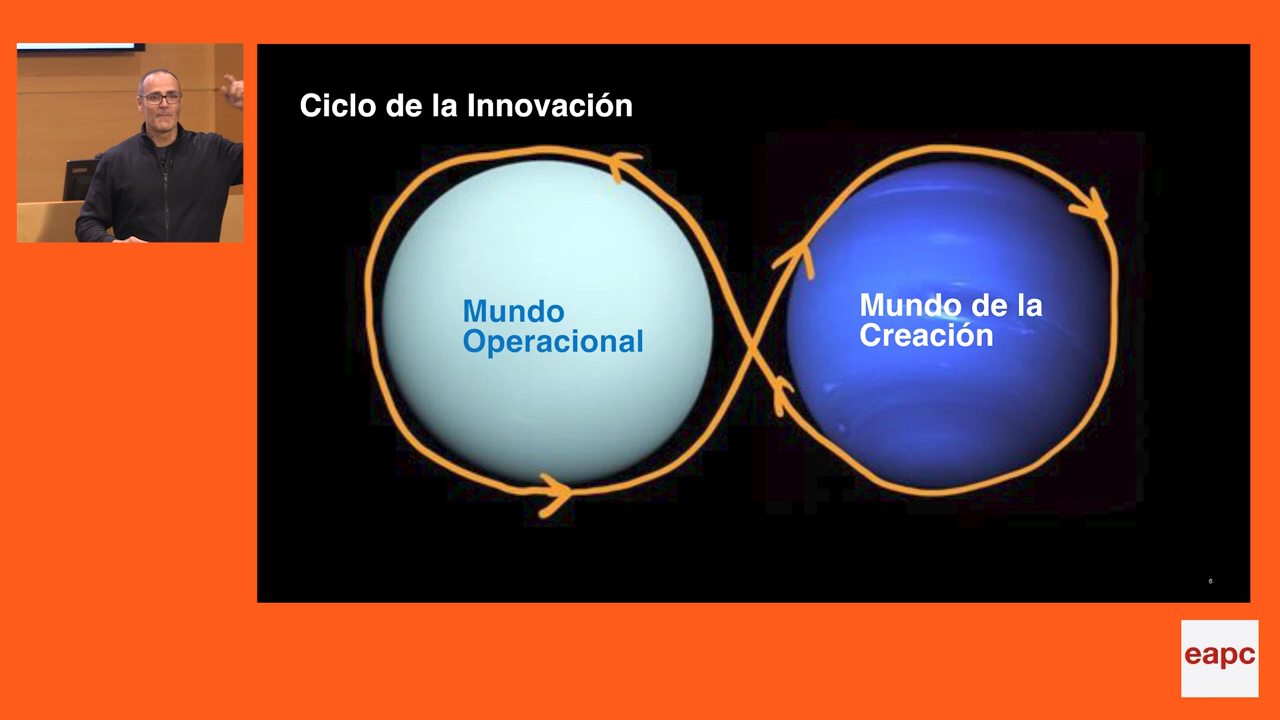 Ciclo de la Innovación
Mundo
Operacional
Mundo de la
Creación
6
eapc